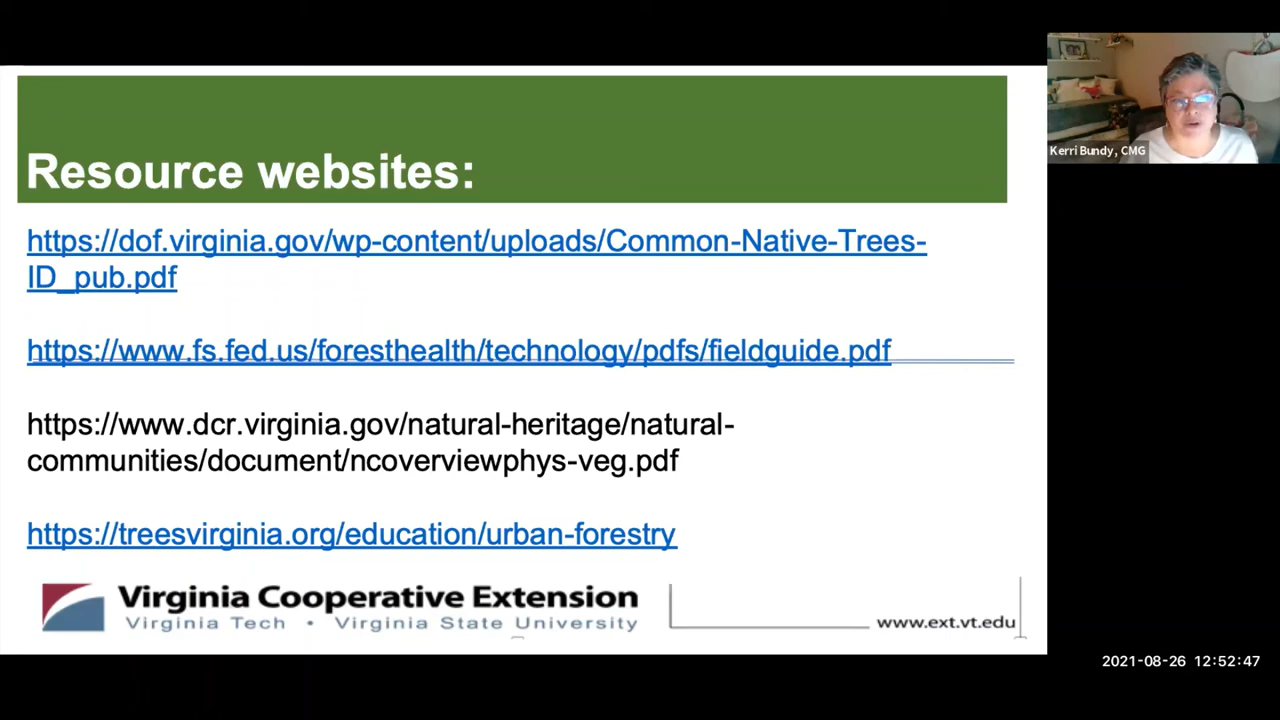 Resource websites:
https://dof.virginia.gov/wp-content/uploads/Common-Native-Trees-
ID_pub.pdf
https://www.fs.fed.us/foresthealth/technology/pdfs/fieldguide.pdf
https://www.dcr.virginia.gov/natural-heritage/natural-
communities/document/ncoverviewphys-veg.pdf
https://treesvirginia.org/education/urban-forestry
Virginia Cooperative Extension
Virginia Tech • Virginia State University
www.ext.vt.edu
Kerri Bundy, CMG
2021-08-26 12:52:47